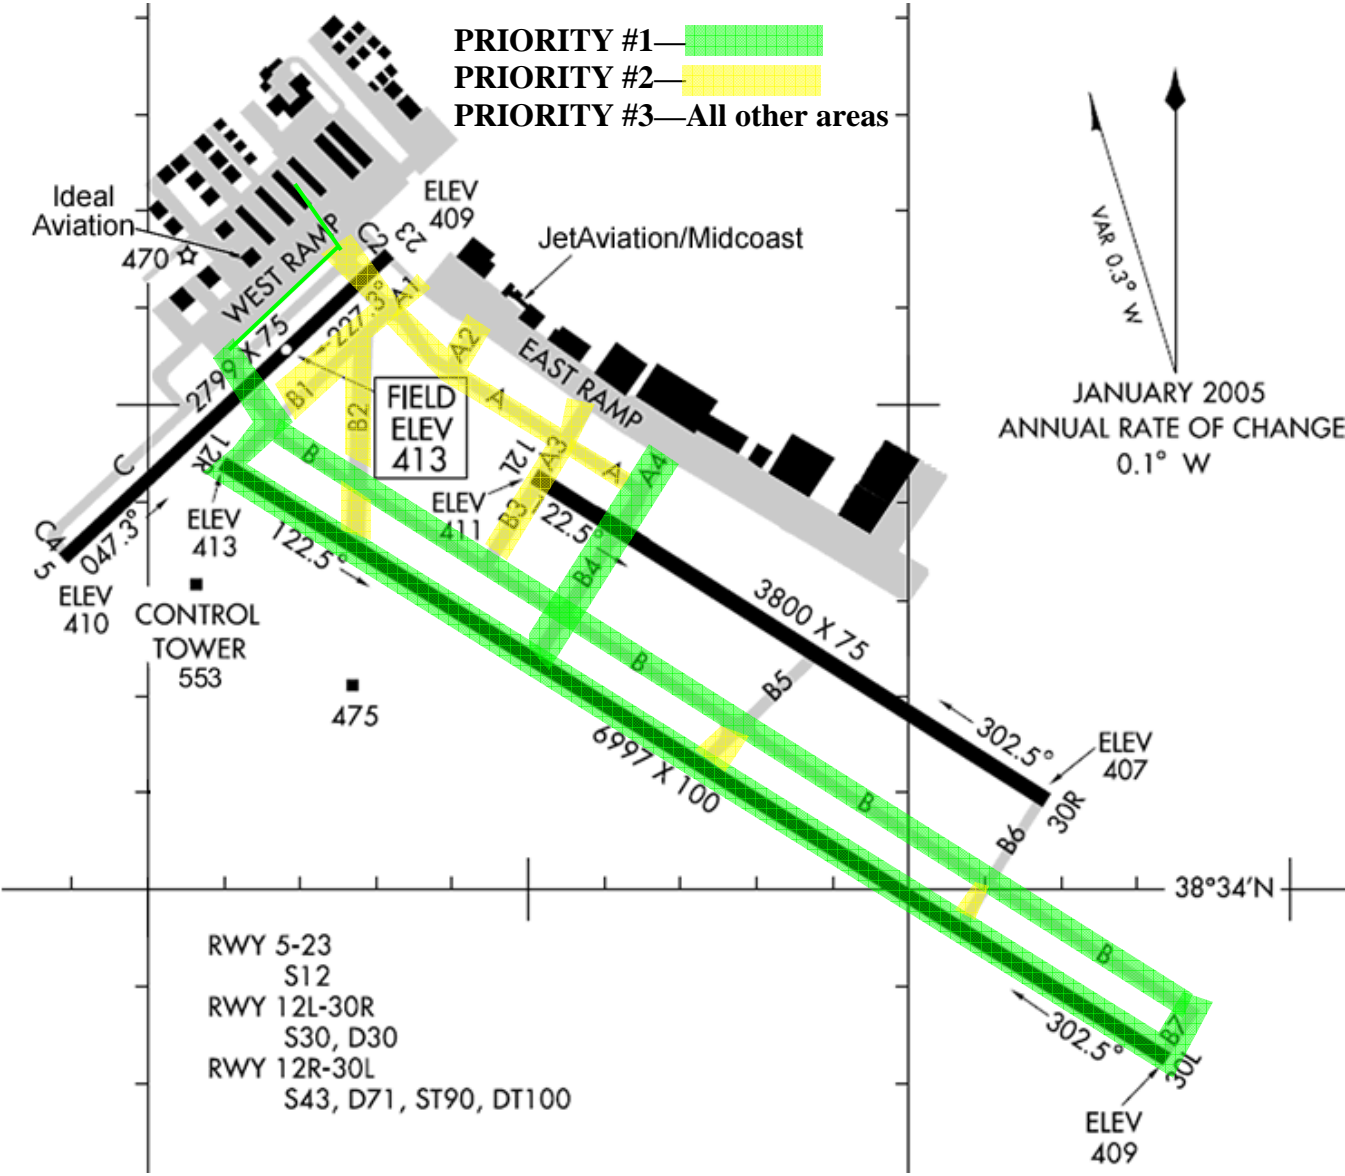 PRIORITY #1—
PRIORITY #2—
PRIORITY #3—All other areas
Ideal
Aviation
470
WEST RAMP
C2
23
ELEV
409
JetAviation/Midcoast
VAR 0.3° W
JANUARY 2005
ANNUAL RATE OF CHANGE
0.1° W
2799 X 75
227.3°
A1
A2
EAST RAMP
B1
B2
FIELD
ELEV
413
A
A3
A
A4
C
12R
B
12L
ELEV
411
B3
122.5°
B4
C4
5
047.3°
ELEV
410
ELEV
413
122.5°
CONTROL
TOWER
553
475
3800 X 75
B
B5
6997 X 100
302.5°
ELEV
407
30R
B
B6
38°34'N
B
B7
302.5°
30L
ELEV
409
RWY 5-23
S12
RWY 12L-30R
S30, D30
RWY 12R-30L
S43, D71, ST90, DT100